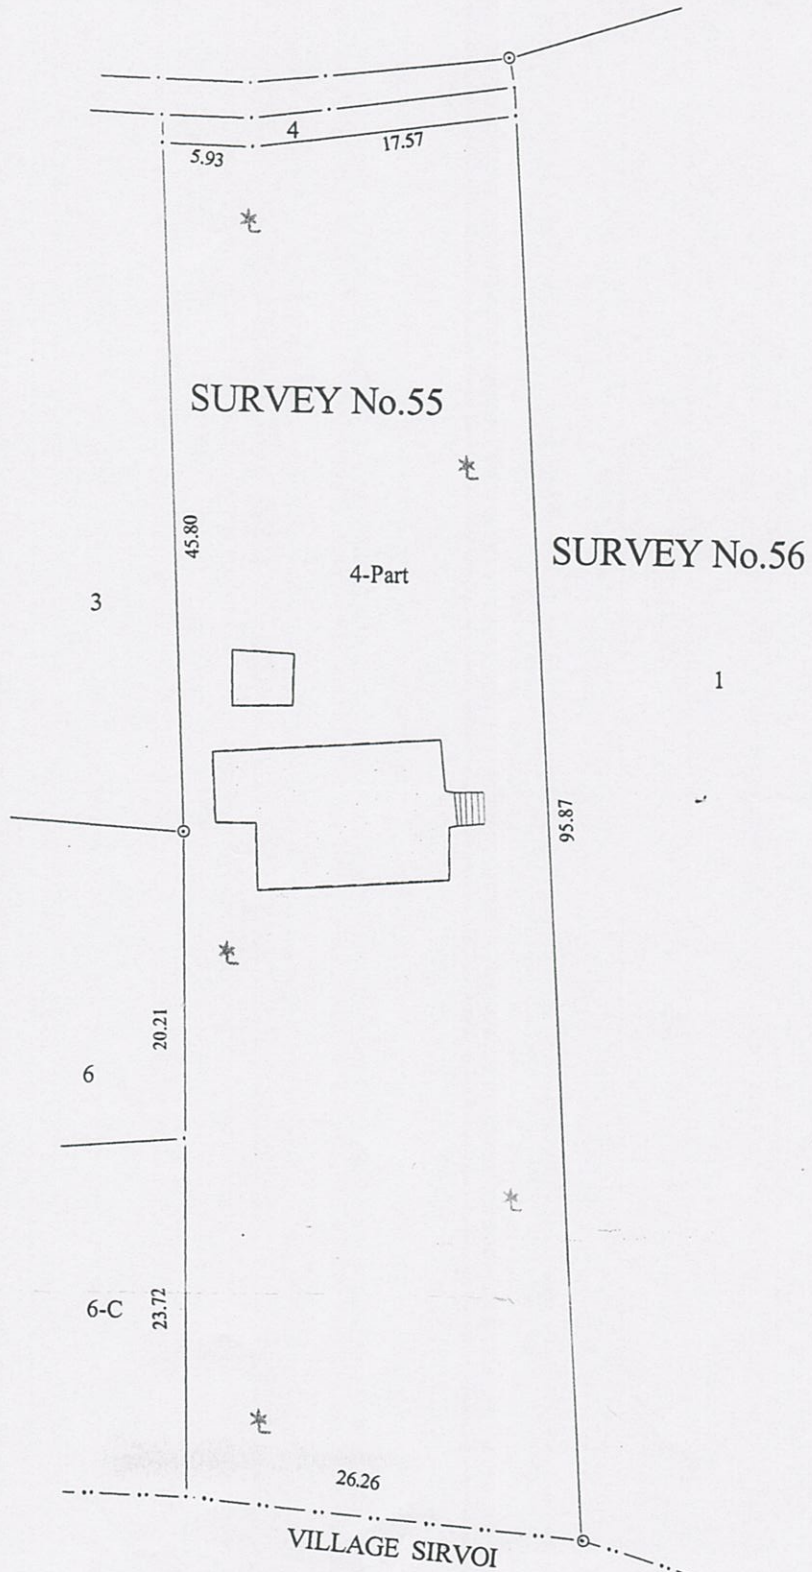 4
5.93
17.57
SURVEY No.55
45.80
SURVEY No.56
4-Part
3
1
95.87
20.21
6
6-C
23.72
26.26
VILLAGE SIRVOI